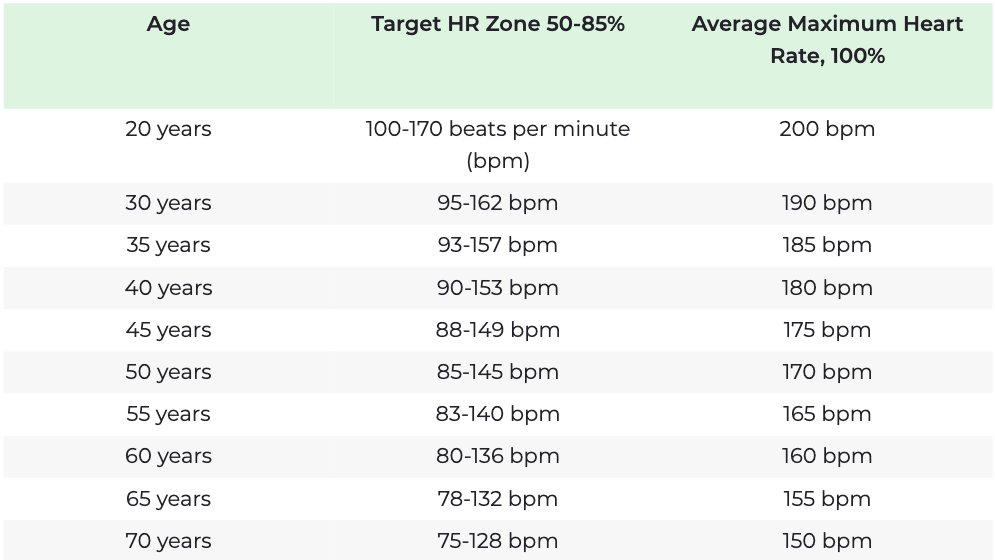 Age Target HR Zone 50-85% Average Maximum Heart
Rate, 100%
20 years 100-170 beats per minute 200 bpm
(bpm)
30 years 95-162 bpm 190 bpm
35 years 93-157 bpm 185 bpm
40 years 90-153 bpm 180 bpm
45 years 88-149 bpm 175 bpm
50 years 85-145 bpm 170 bpm
55 years 83-140 bpm 165 bpm
60 years 80-136 bpm 160 bpm
65 years 78-132 bpm 155 bpm
70 years 75-128 bpm 150 bpm